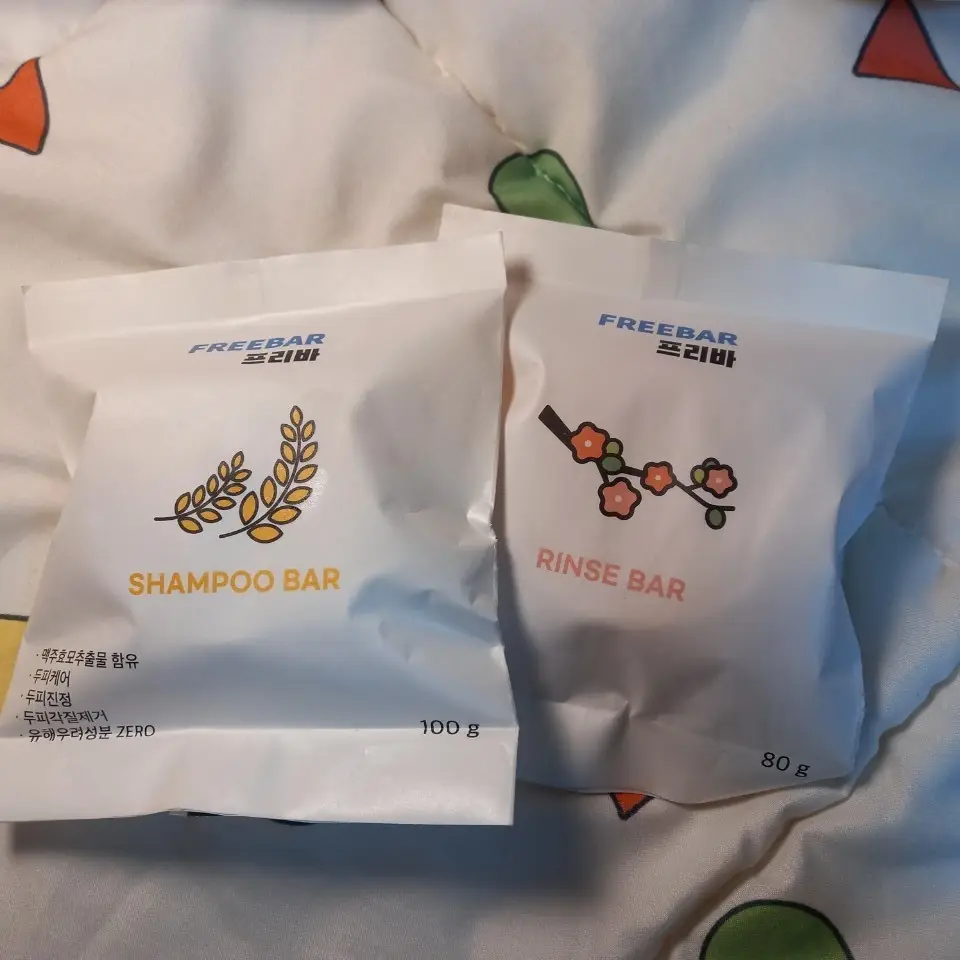 FREEBAR
프리바
SHAMPOO BAR
· 맥주효모추출물 함유
· 두피케어
· 두피진정
· 두피각질제거
· 유해우려성분 ZERO
100 g
FREEBAR
프리바
RINSE BAR
80 g